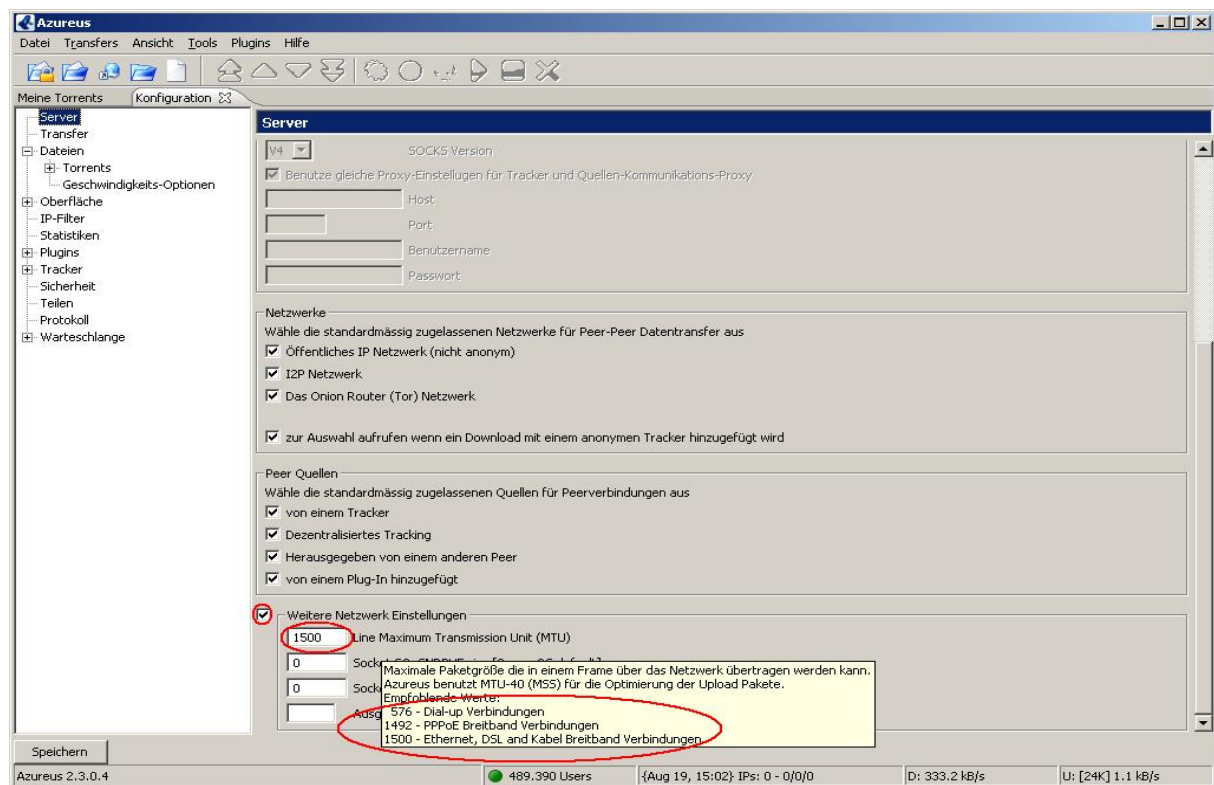 Azureus
Datei Transfers Ansicht Tools Plugins Hilfe
Meine Torrents Konfiguration
Server
Transfer
Dateien
Torrents
Geschwindigkeits-Optionen
Oberfläche
IP-Filter
Statistiken
Plugins
Tracker
Sicherheit
Teilen
Protokoll
Warteschlange
Server
V4 SOCKS Version
Benutze gleiche Proxy-Einstellugen für Tracker und Quellen-Kommunikations-Proxy
Host
Port
Benutzername
Passwort
Netzwerke
Wähle die standardmässig zugelassenen Netzwerke für Peer-Peer Datentransfer aus
Öffentliches IP Netzwerk (nicht anonym)
I2P Netzwerk
Das Onion Router (Tor) Netzwerk
zur Auswahl aufrufen wenn ein Download mit einem anonymen Tracker hinzugefügt wird
Peer Quellen
Wähle die standardmässig zugelassenen Quellen für Peerverbindungen aus
von einem Tracker
Dezentralisiertes Tracking
Herausgegeben von einem anderen Peer
von einem Plug-In hinzugefügt
Weitere Netzwerk Einstellungen
1500 Line Maximum Transmission Unit (MTU)
0
0
Maximale Paketgröße die in einem Frame über das Netzwerk übertragen werden kann.
Azureus benutzt MTU-40 (MSS) für die Optimierung der Upload Pakete.
Empfohlende Werte:
576 - Dial-up Verbindungen
1492 - PPPoE Breitband Verbindungen
1500 - Ethernet, DSL and Kabel Breitband Verbindungen
Speichern
Azureus 2.3.0.4 489.390 Users {Aug 19, 15:02} IPs: 0 - 0/0/0 D: 333.2 kB/s U: [24K] 1.1 kB/s